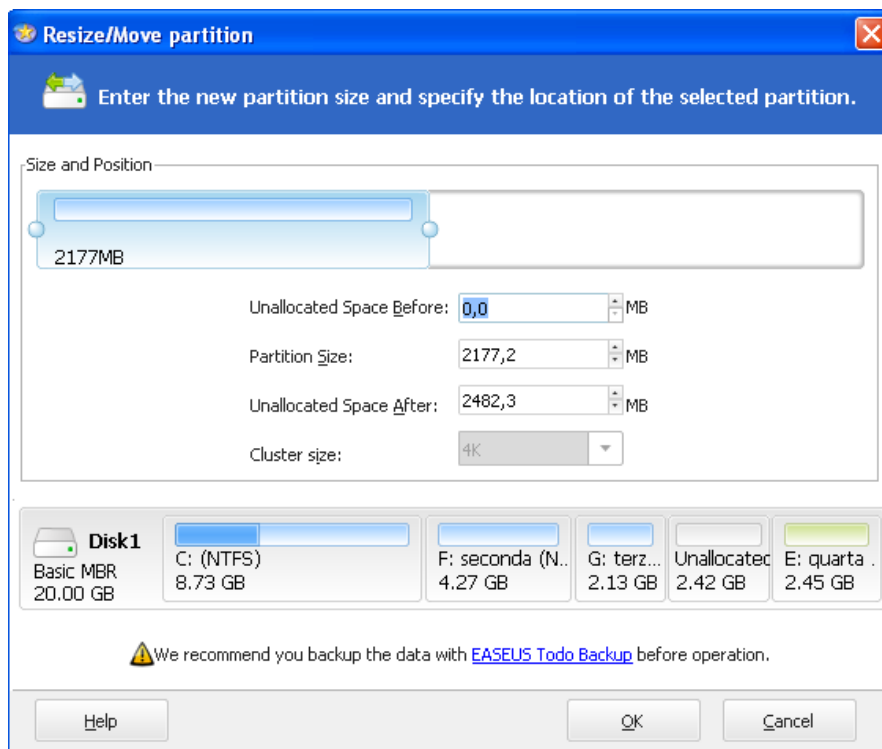 Resize/Move partition
Enter the new partition size and specify the location of the selected partition.
Size and Position
2177MB
Unallocated Space Before: 0,0 MB
Partition Size: 2177,2 MB
Unallocated Space After: 2482,3 MB
Cluster size: 4K
Disk1
Basic MBR
20.00 GB
C: (NTFS)
8.73 GB
F: seconda (N..
4.27 GB
G: terz...
2.13 GB
Unallocated
2.42 GB
E: quarta .
2.45 GB
We recommend you backup the data with EASEUS Todo Backup before operation.
Help OK Cancel